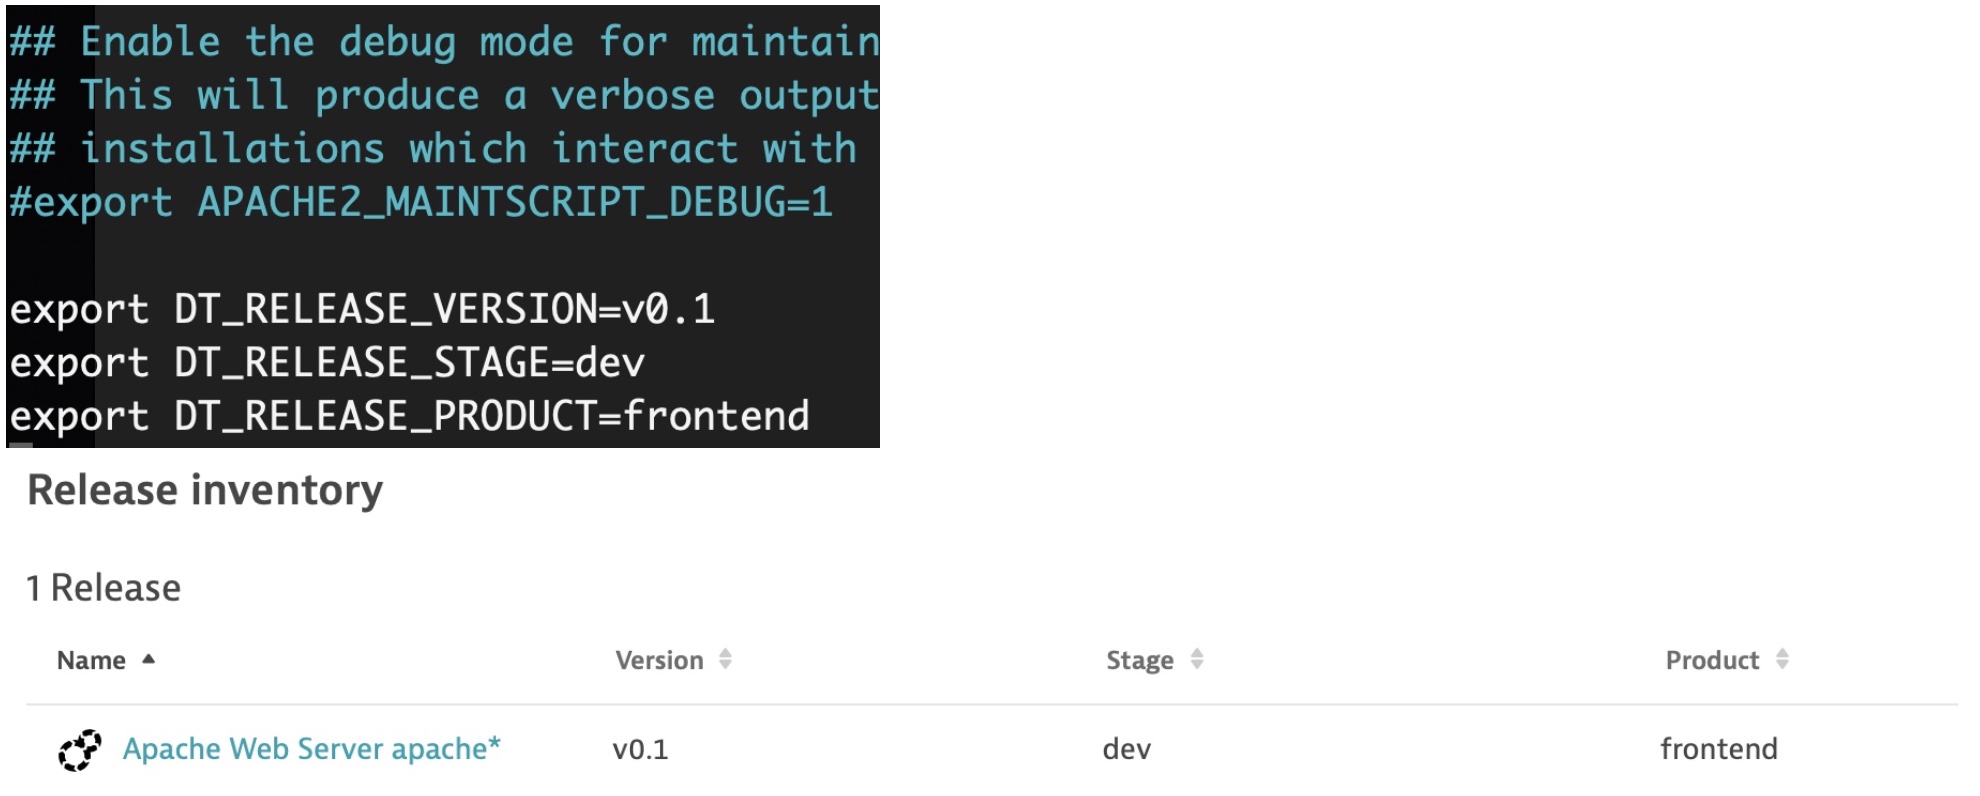 ## Enable the debug mode for maintain
## This will produce a verbose output
## installations which interact with
#export APACHE2_MAINTSCRIPT_DEBUG=1
export DT_RELEASE_VERSION=v0.1
export DT_RELEASE_STAGE=dev
export DT_RELEASE_PRODUCT=frontend
Release inventory
1 Release
Name Version Stage Product
Apache Web Server apache* v0.1 dev frontend